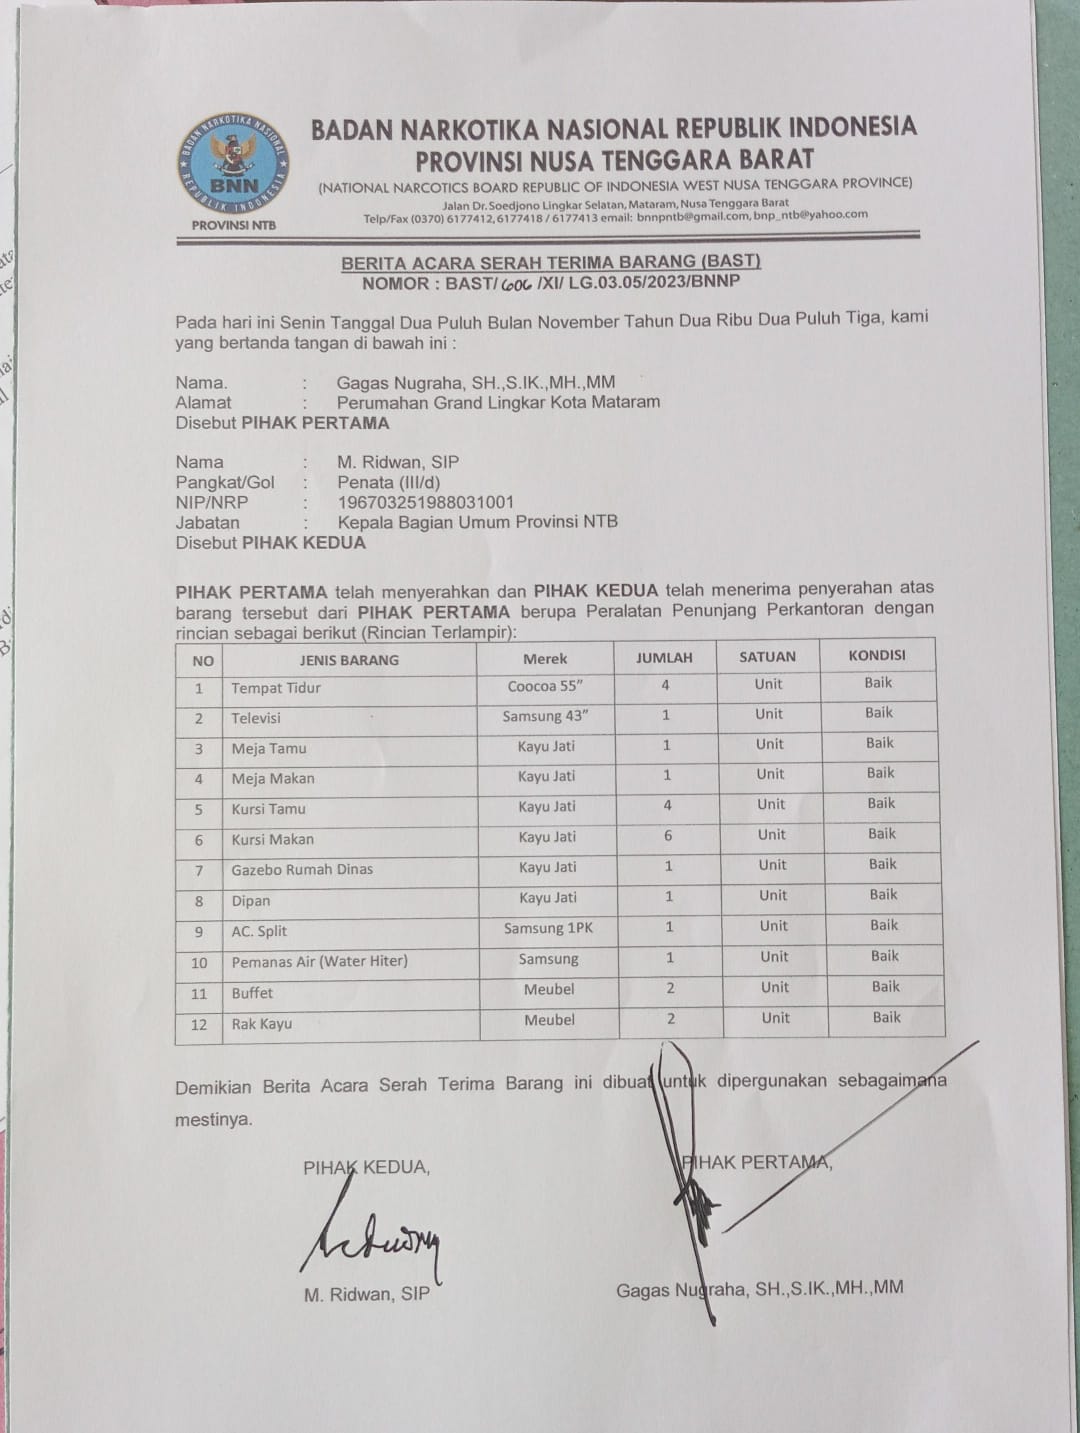 BADAN NARKOTIKA NASIONAL
REPUBLIK INDONESIA
BNN
PROVINSI NTB
BADAN NARKOTIKA NASIONAL REPUBLIK INDONESIA
PROVINSI NUSA TENGGARA BARAT
(NATIONAL NARCOTICS BOARD REPUBLIC OF INDONESIA WEST NUSA TENGGARA PROVINCE)
Jalan Dr. Soedjono Lingkar Selatan, Mataram, Nusa Tenggara Barat
Telp/Fax (0370) 6177412, 6177418 / 6177413 email: bnnpntb@gmail.com, bnp_ntb@yahoo.com
BERITA ACARA SERAH TERIMA BARANG (BAST)
NOMOR : BAST/ 606 /XI/ LG.03.05/2023/BNNP
Pada hari ini Senin Tanggal Dua Puluh Bulan November Tahun Dua Ribu Dua Puluh Tiga, kami
yang bertanda tangan di bawah ini :
Nama. : Gagas Nugraha, SH.,S.IK.,MH.,MM
Alamat : Perumahan Grand Lingkar Kota Mataram
Disebut PIHAK PERTAMA
Nama : M. Ridwan, SIP
Pangkat/Gol : Penata (III/d)
NIP/NRP : 196703251988031001
Jabatan : Kepala Bagian Umum Provinsi NTB
Disebut PIHAK KEDUA
PIHAK PERTAMA telah menyerahkan dan PIHAK KEDUA telah menerima penyerahan atas
barang tersebut dari PIHAK PERTAMA berupa Peralatan Penunjang Perkantoran dengan
rincian sebagai berikut (Rincian Terlampir):
NO JENIS BARANG Merek JUMLAH SATUAN KONDISI
1 Tempat Tidur Coocoa 55” 4 Unit Baik
2 Televisi Samsung 43” 1 Unit Baik
3 Meja Tamu Kayu Jati 1 Unit Baik
4 Meja Makan Kayu Jati 1 Unit Baik
5 Kursi Tamu Kayu Jati 4 Unit Baik
6 Kursi Makan Kayu Jati 6 Unit Baik
7 Gazebo Rumah Dinas Kayu Jati 1 Unit Baik
8 Dipan Kayu Jati 1 Unit Baik
9 AC. Split Samsung 1PK 1 Unit Baik
10 Pemanas Air (Water Hiter) Samsung 1 Unit Baik
11 Buffet Meubel 2 Unit Baik
12 Rak Kayu Meubel 2 Unit Baik
Demikian Berita Acara Serah Terima Barang ini dibuat untuk dipergunakan sebagaimana
mestinya.
PIHAK KEDUA, PIHAK PERTAMA,
M. Ridwan, SIP Gagas Nugraha, SH.,S.IK.,MH.,MM